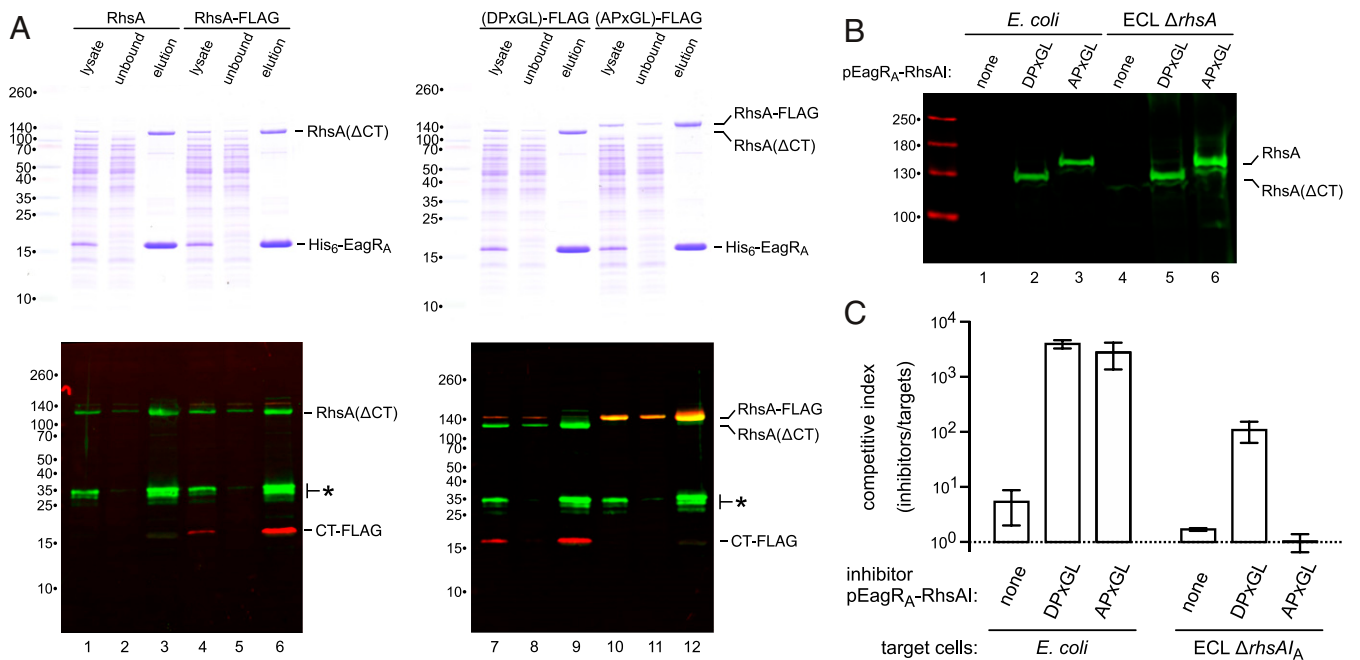 A
RhsA
RhsA-FLAG
lysate
unbound
elution
lysate
unbound
elution
260
140
100
70
50
40
35
25
15
10
RhsA(ΔCT)
His6-EagRA
(DPxGL)-FLAG
(APxGL)-FLAG
lysate
unbound
elution
lysate
unbound
elution
260
140
100
70
50
40
35
25
15
10
RhsA-FLAG
RhsA(ΔCT)
His6-EagRA
260
140
100
70
50
40
35
25
15
10
RhsA(ΔCT)
*
CT-FLAG
1 2 3 4 5 6
260
140
100
70
50
40
35
25
15
10
RhsA-FLAG
RhsA(ΔCT)
*
CT-FLAG
7 8 9 10 11 12
B
E. coli
ECL ΔrhsA
pEagRA-RhsAI:
none
DPxGL
APxGL
none
DPxGL
APxGL
250
180
130
100
RhsA
RhsA(ΔCT)
1 2 3 4 5 6
C
competitive index
(inhibitors/targets)
10^4
10^3
10^2
10^1
10^0
inhibitor
pEagRA-RhsAI:
none
DPxGL
APxGL
none
DPxGL
APxGL
target cells:
E. coli
ECL ΔrhsAIA